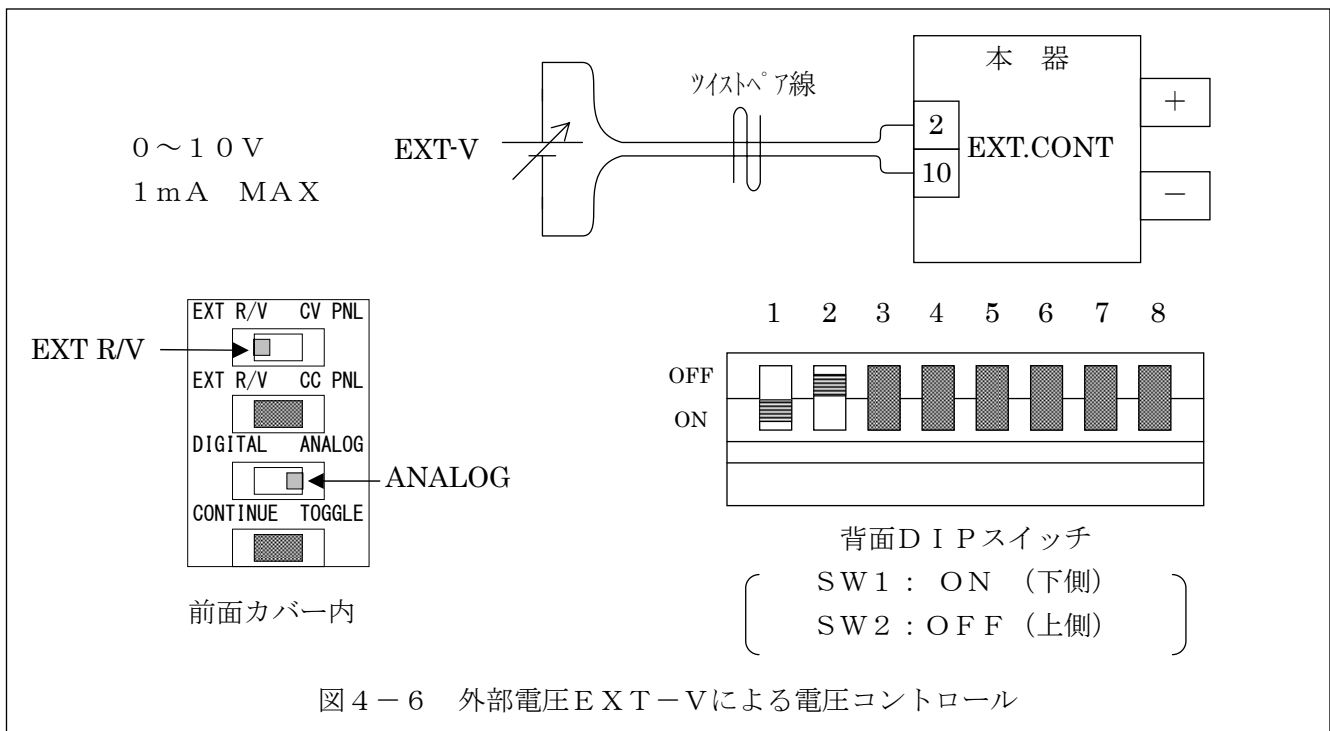 本　器
ﾂｲｽﾄﾍﾟｱ線
+
2
０～１０Ｖ
EXT-V
EXT.CONT
１ｍＡ　ＭＡＸ
10
－
EXT R/V CV PNL
1 2 3 4 5 6 7 8
EXT R/V
OFF
EXT R/V CC PNL
ON
DIGITAL ANALOG
ANALOG
CONTINUE TOGGLE
背面ＤＩＰスイッチ
ＳＷ１：ＯＮ（下側）
前面カバー内
ＳＷ２：ＯＦＦ（上側）
図４－６　外部電圧ＥＸＴ－Ｖによる電圧コントロール